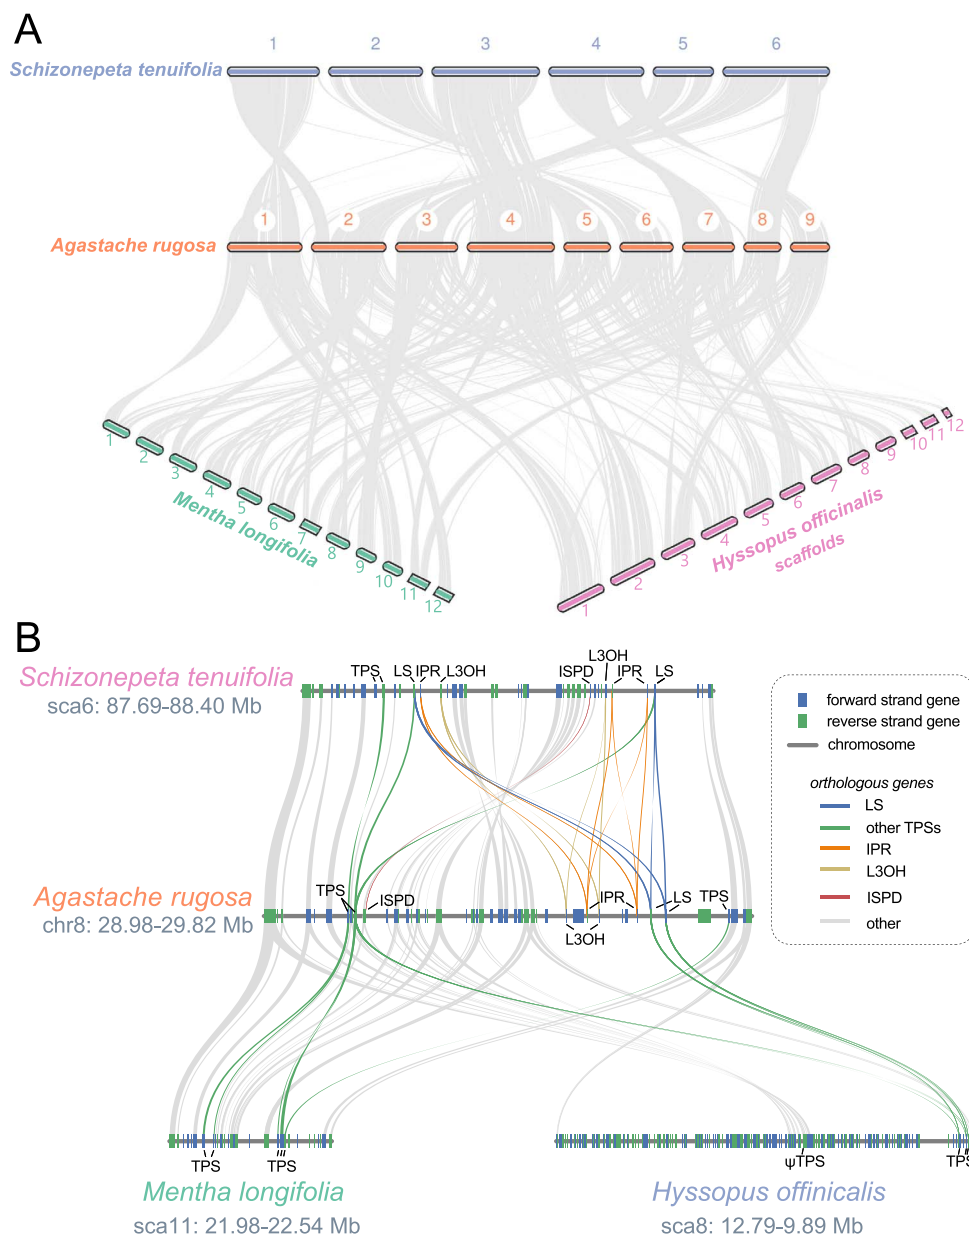 A
1 2 3 4 5 6
Schizonepeta tenuifolia
1 2 3 4 5 6 7 8 9
Agastache rugosa
1 2 3 4 5 6 7 8 9 10 11 12
Mentha longifolia
1 2 3 4 5 6 7 8 9 10 11 12
Hyssopus officinalis
scaffolds
B
Schizonepeta tenuifolia
sca6: 87.69-88.40 Mb
TPS LS IPR L3OH ISPD L3OH IPR LS
forward strand gene
reverse strand gene
chromosome
orthologous genes
LS
other TPSs
IPR
L3OH
ISPD
other
Agastache rugosa
chr8: 28.98-29.82 Mb
TPS ISPD IPR LS TPS
L3OH
TPS TPS
ψTPS TPS
Mentha longifolia
sca11: 21.98-22.54 Mb
Hyssopus offinicalis
sca8: 12.79-9.89 Mb